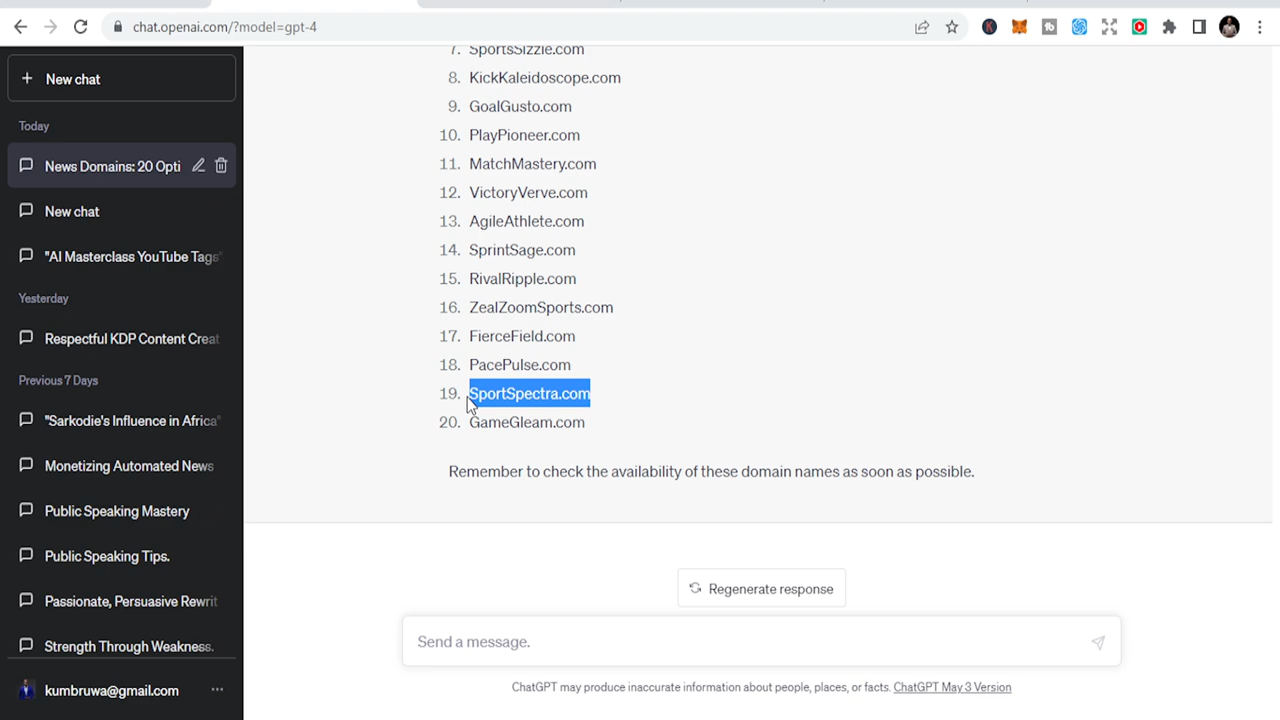 chat.openai.com/?model=gpt-4
New chat
Today
News Domains: 20 Opti
New chat
"AI Masterclass YouTube Tags"
Yesterday
Respectful KDP Content Creat
Previous 7 Days
"Sarkodie's Influence in Africa"
Monetizing Automated News
Public Speaking Mastery
Public Speaking Tips.
Passionate, Persuasive Rewrit
Strength Through Weakness.
kumbruwa@gmail.com
7. SportsSizzle.com
8. KickKaleidoscope.com
9. GoalGusto.com
10. PlayPioneer.com
11. MatchMastery.com
12. VictoryVerve.com
13. AgileAthlete.com
14. SprintSage.com
15. RivalRipple.com
16. ZealZoomSports.com
17. FierceField.com
18. PacePulse.com
19. SportSpectra.com
20. GameGleam.com
Remember to check the availability of these domain names as soon as possible.
Regenerate response
Send a message.
ChatGPT may produce inaccurate information about people, places, or facts. ChatGPT May 3 Version